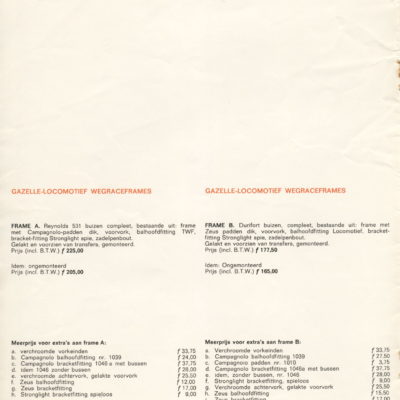 GAZELLE-LOCOMOTIEF WEGRACEFRAMES
FRAME A. Reynolds 531 buizen compleet, bestaande uit: frame
met Campagnolo-padden dik, voorvork, balhoofdfitting TWF,
bracket-fitting Stronglight spie, zadelpenbout.
Gelakt en voorzien van transfers, gemonteerd.
Prijs (incl. B.T.W.) ƒ 225,00
Idem: ongemonteerd
Prijs (incl. B.T.W.) ƒ 205,00
Meerprijs voor extra's aan frame A:
a. verchroomde vorkeinden ƒ 33,75
b. Campagnolo balhoofdfitting nr. 1039 ƒ 24,00
c. Campagnolo bracketfitting 1046 a met bussen ƒ 37,75
d. idem 1046 zonder bussen ƒ 28,00
e. verchroomde achtervork, gelakte voorvork ƒ 25,50
f. Zeus balhoofdfitting ƒ 12,00
g. Zeus bracketfitting ƒ 17,00
h. Stronglight bracketfitting spieloos ƒ 9,00
GAZELLE-LOCOMOTIEF WEGRACEFRAMES
FRAME B. Dunifort buizen, compleet, bestaande uit: frame met
Zeus padden dik, voorvork, balhoofdfitting Locomotief, bracket-
fitting Stronglight spie, zadelpenbout.
Gelakt en voorzien van transfers, gemonteerd.
Prijs (incl. B.T.W.) ƒ 177,50
Idem: Ongemonteerd
Prijs (incl. B.T.W.) ƒ 165,00
Meerprijs voor extra's aan frame B:
a. Verchroomde vorkeinden ƒ 33,75
b. Campagnolo balhoofdfitting 1039 ƒ 27,50
c. Campagnolo padden nr. 1010 ƒ 3,75
d. Campagnolo bracketfitting 1046a met bussen ƒ 37,75
e. idem, zonder bussen, nr. 1046 ƒ 28,00
f. Stronglight bracketfitting, spieloos ƒ 9,00
g. Verchroomde achtervork, gelakte voorvork ƒ 25,50
h. Zeus balhoofdfitting ƒ 15,50